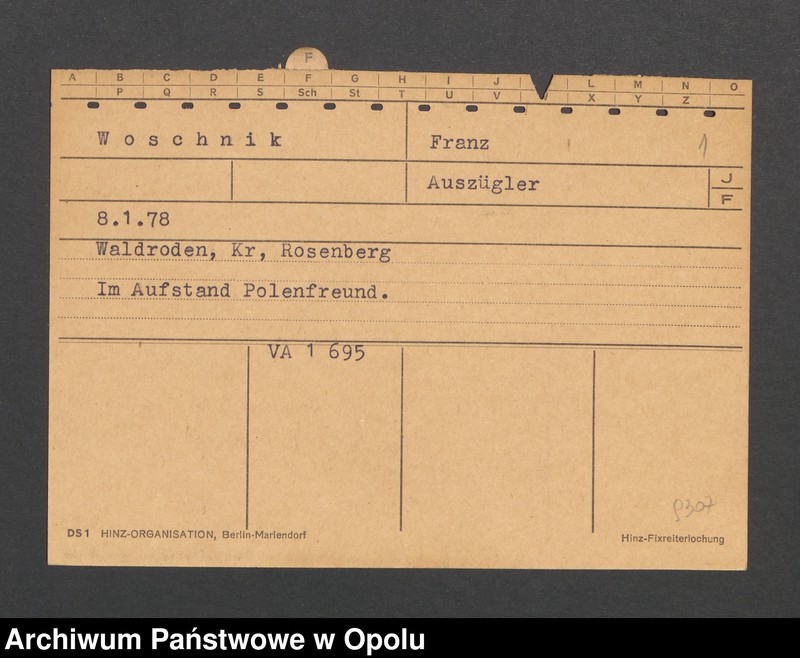 F
A B C D E F G H I J L M N O
P Q R S Sch St T U V X Y Z
Woschnik Franz 1
Auszügler J
F
8.1.78
Waldroden, Kr, Rosenberg
Im Aufstand Polenfreund.
VA 1 695
9307
DS1 HINZ-ORGANISATION, Berlin-Mariendorf Hinz-Fixreiterlochung
Archiwum Państwowe w Opolu